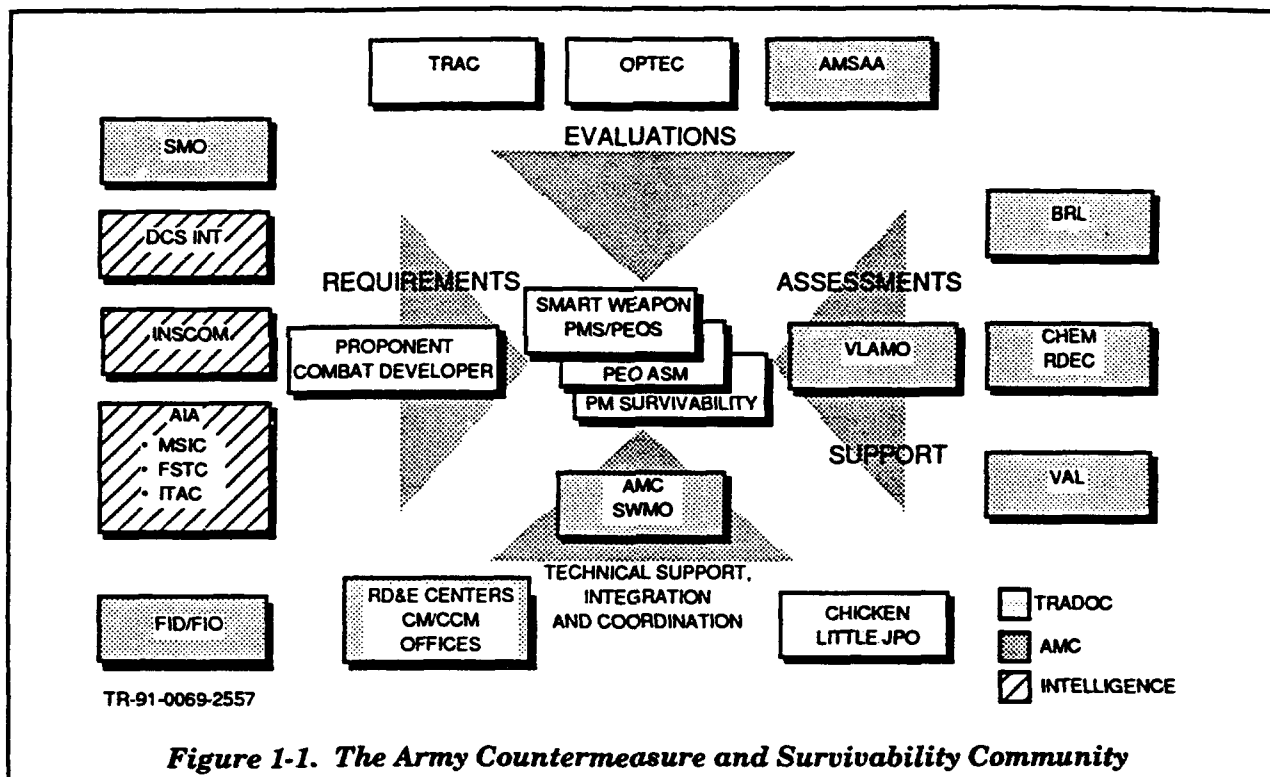 TRAC
OPTEC
AMSAA
EVALUATIONS
SMO
DCS INT
INSCOM
AIA
• MSIC
• FSTC
• ITAC
FID/FIO
REQUIREMENTS
PROPONENT
COMBAT DEVELOPER
SMART WEAPON
PMS/PEOS
PEO ASM
PM SURVIVABILITY
ASSESSMENTS
VLAMO
SUPPORT
BRL
CHEM
RDEC
VAL
AMC
SWMO
TECHNICAL SUPPORT,
INTEGRATION
AND COORDINATION
RD&E CENTERS
CM/CCM
OFFICES
CHICKEN
LITTLE JPO
TRADOC
AMC
INTELLIGENCE
TR-91-0069-2557
Figure 1-1. The Army Countermeasure and Survivability Community